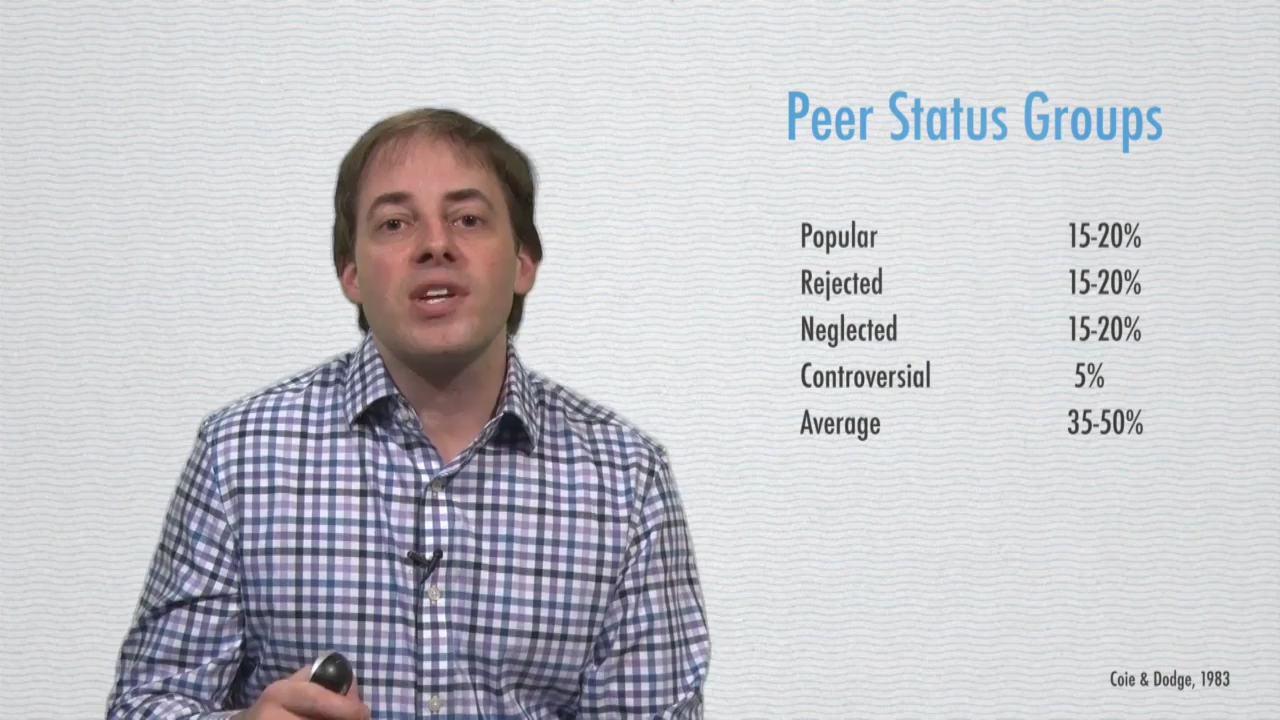 Peer Status Groups
Popular 15-20%
Rejected 15-20%
Neglected 15-20%
Controversial 5%
Average 35-50%
Coie & Dodge, 1983